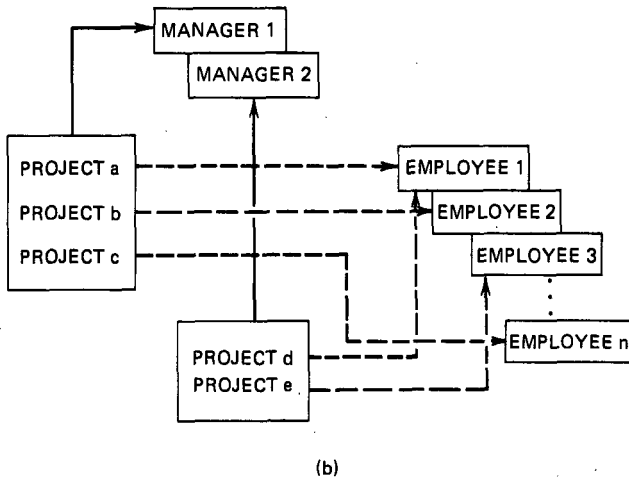 MANAGER 1
MANAGER 2
PROJECT a
PROJECT b
PROJECT c
EMPLOYEE 1
EMPLOYEE 2
EMPLOYEE 3
EMPLOYEE n
PROJECT d
PROJECT e
(b)